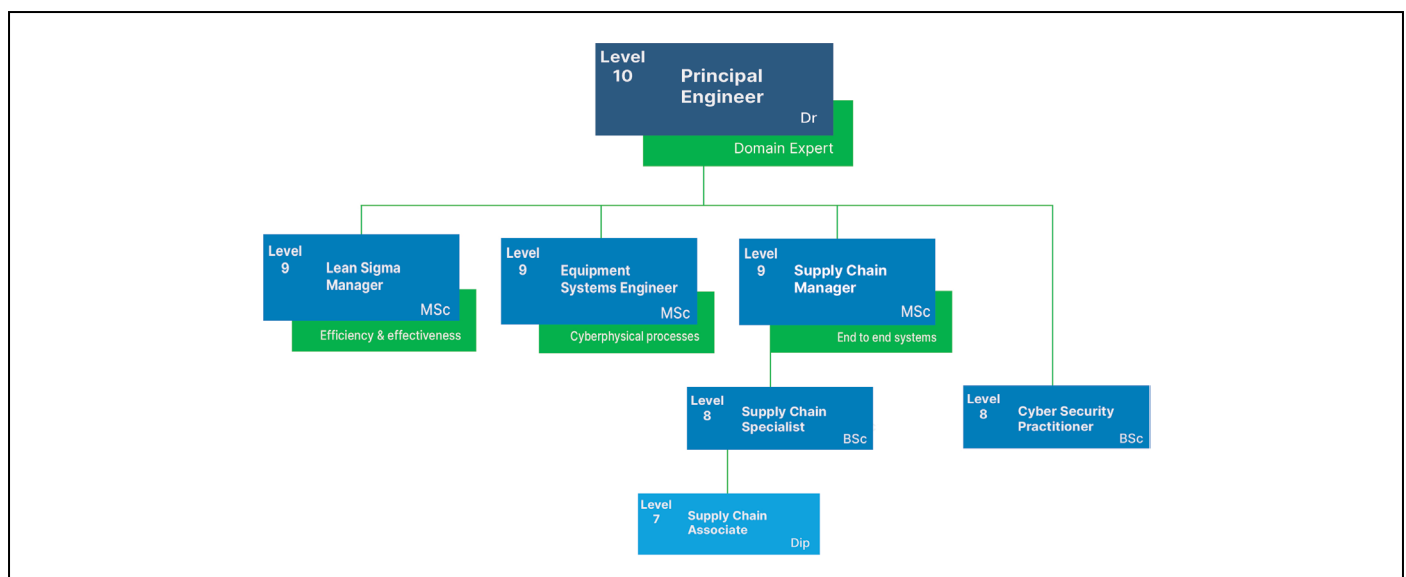 Level
10
Principal
Engineer
Dr
Domain Expert
Level
9
Lean Sigma
Manager
MSc
Efficiency & effectiveness
Level
9
Equipment
Systems Engineer
MSc
Cyberphysical processes
Level
9
Supply Chain
Manager
MSc
End to end systems
Level
8
Supply Chain
Specialist
BSc
Level
8
Cyber Security
Practitioner
BSc
Level
7
Supply Chain
Associate
Dip